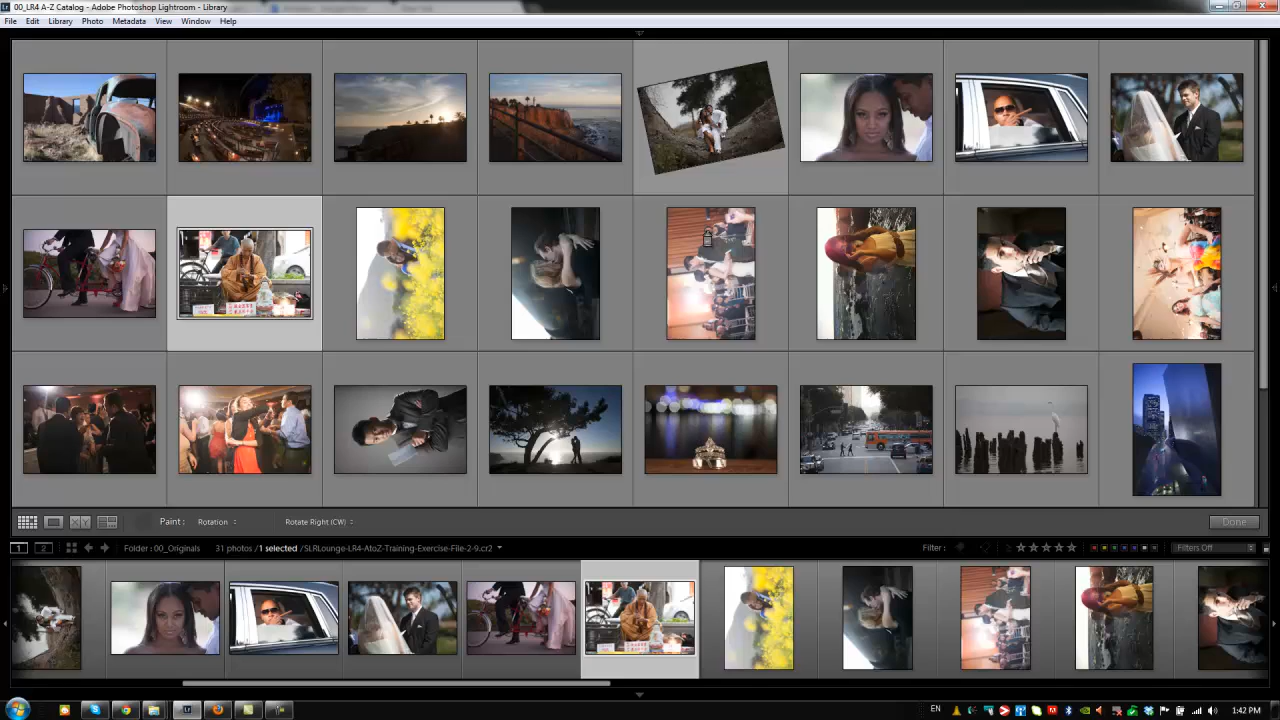 00_LR4 A-Z Catalog - Adobe Photoshop Lightroom - Library
File Edit Library Photo Metadata View Window Help
Paint : Rotation Rotate Right (CW) Done
1 2 Folder : 00_Originals 31 photos / 1 selected / SLRLounge-LR4-AtoZ-Training-Exercise-File-2-9.cr2 Filter : Filters Off
EN 1:42 PM